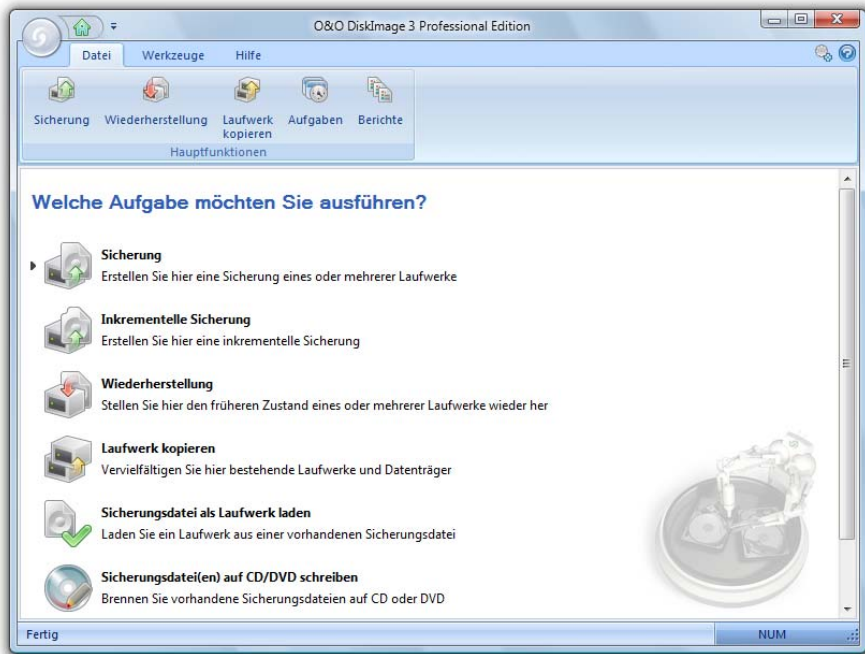 O&O DiskImage 3 Professional Edition
Datei Werkzeuge Hilfe
Sicherung Wiederherstellung Laufwerk kopieren Aufgaben Berichte
Hauptfunktionen
Welche Aufgabe möchten Sie ausführen?
Sicherung
Erstellen Sie hier eine Sicherung eines oder mehrerer Laufwerke
Inkrementelle Sicherung
Erstellen Sie hier eine inkrementelle Sicherung
Wiederherstellung
Stellen Sie hier den früheren Zustand eines oder mehrerer Laufwerke wieder her
Laufwerk kopieren
Vervielfältigen Sie hier bestehende Laufwerke und Datenträger
Sicherungsdatei als Laufwerk laden
Laden Sie ein Laufwerk aus einer vorhandenen Sicherungsdatei
Sicherungsdatei(en) auf CD/DVD schreiben
Brennen Sie vorhandene Sicherungsdateien auf CD oder DVD
Fertig NUM